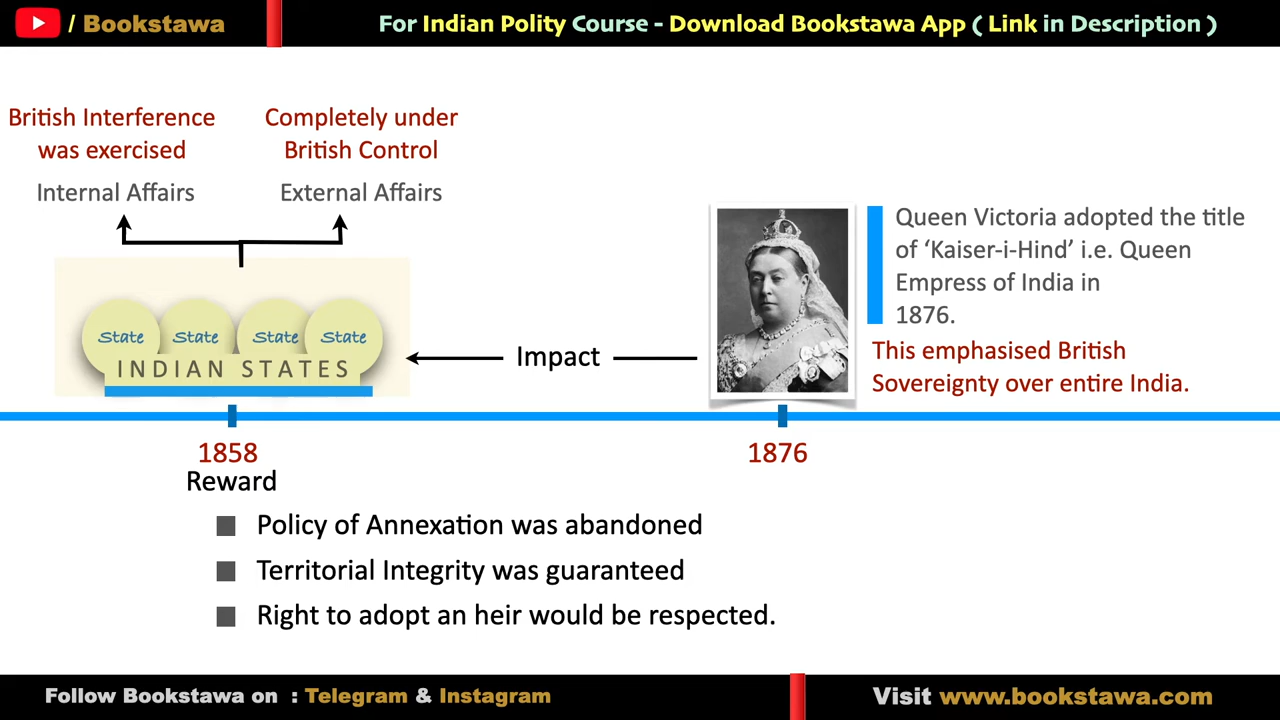 / Bookstawa
For Indian Polity Course - Download Bookstawa App ( Link in Description )
British Interference
was exercised
Internal Affairs
Completely under
British Control
External Affairs
State State State State
INDIAN STATES
Impact
Queen Victoria adopted the title
of ‘Kaiser-i-Hind’ i.e. Queen
Empress of India in
1876.
This emphasised British
Sovereignty over entire India.
1858
1876
Reward
Policy of Annexation was abandoned
Territorial Integrity was guaranteed
Right to adopt an heir would be respected.
Follow Bookstawa on : Telegram & Instagram
Visit www.bookstawa.com